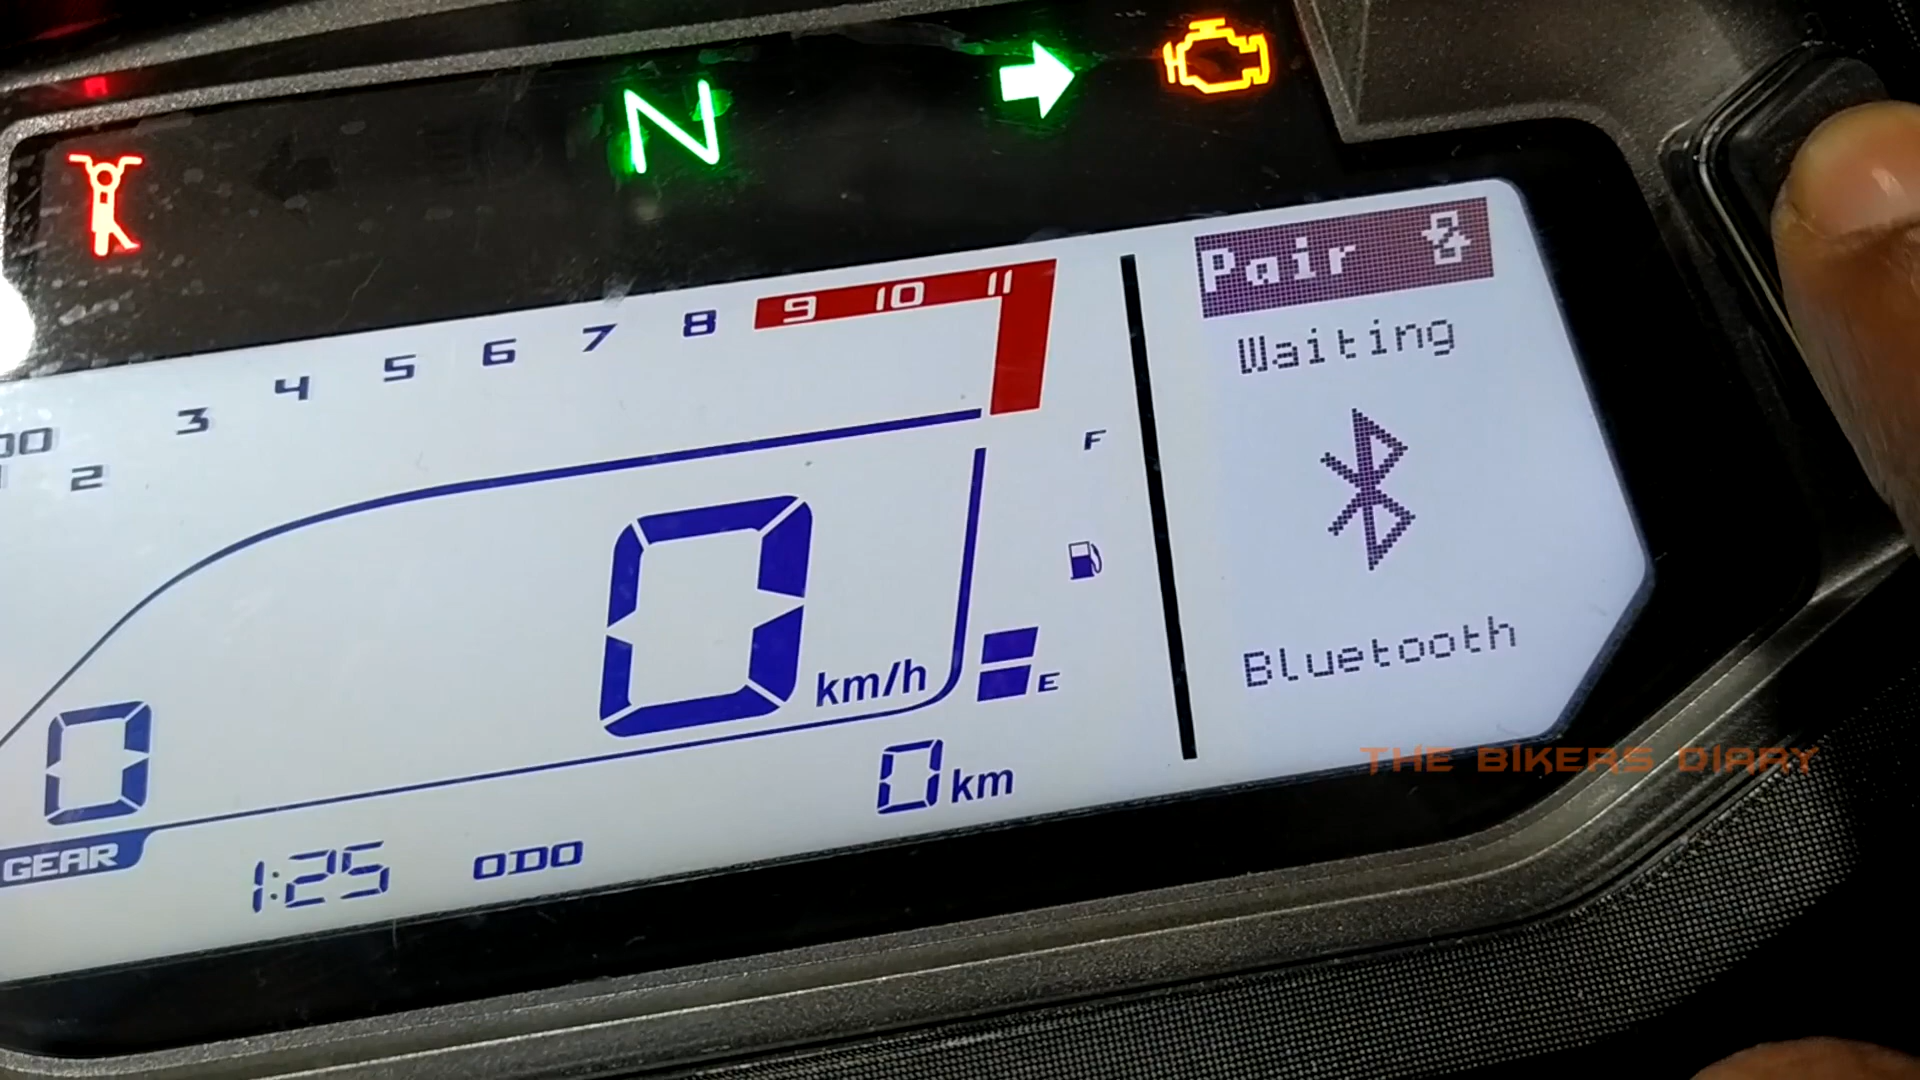 N
Pair
Waiting
Bluetooth
2 3 4 5 6 7 8 9 10 11
F
E
0 km/h
0 km
0
GEAR
1:25
ODO
THE BIKERS DIARY